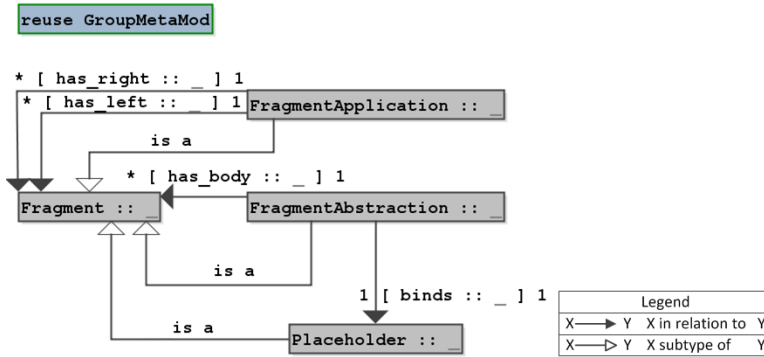 reuse GroupMetaMod
* [ has_right :: _ ] 1
* [ has_left :: _ ] 1
FragmentApplication :: _
is a
* [ has_body :: _ ] 1
Fragment :: _
FragmentAbstraction :: _
is a
1 [ binds :: _ ] 1
is a
Placeholder :: _
Legend
X Y X in relation to Y
X Y X subtype of Y